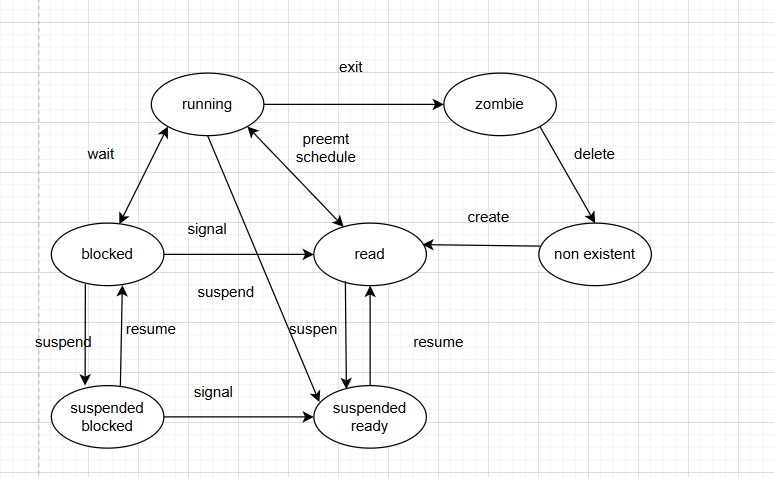 exit
running
zombie
preemt
schedule
wait
delete
create
signal
blocked
read
non existent
suspend
suspend
resume
suspen
resume
signal
suspended
blocked
suspended
ready